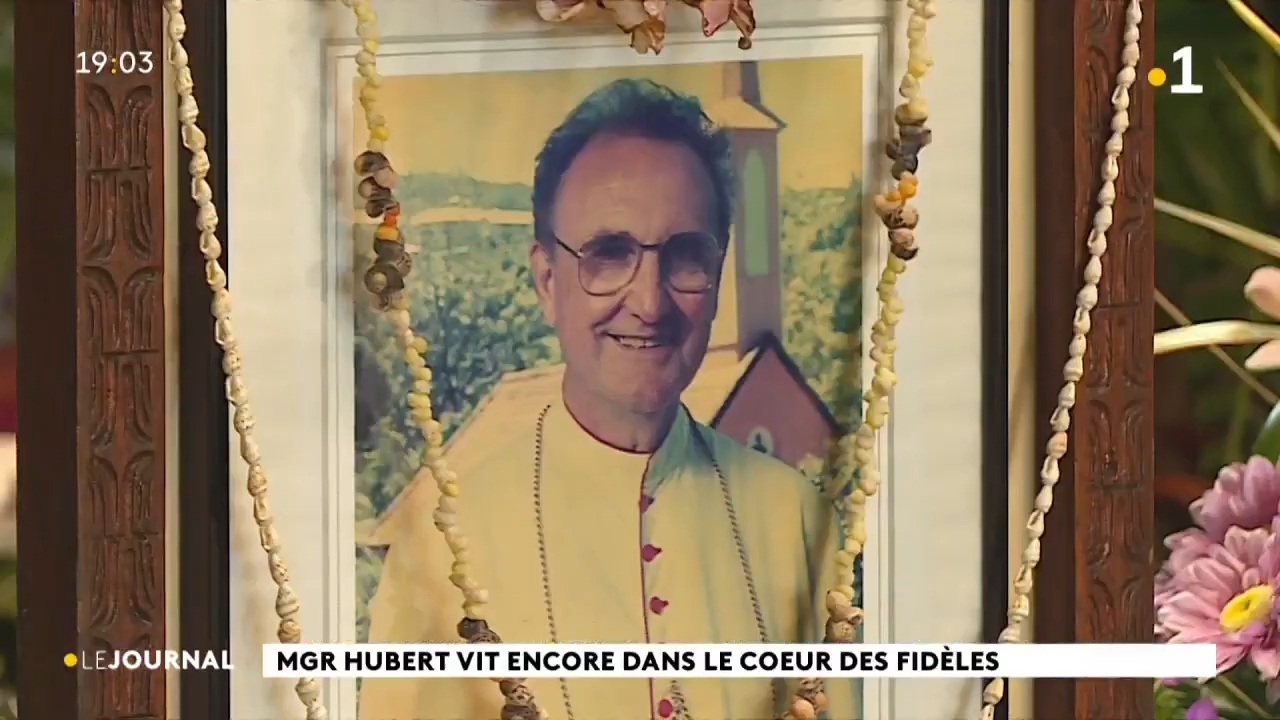 19:03
1
LEJOURNAL
MGR HUBERT VIT ENCORE DANS LE COEUR DES FIDÈLES